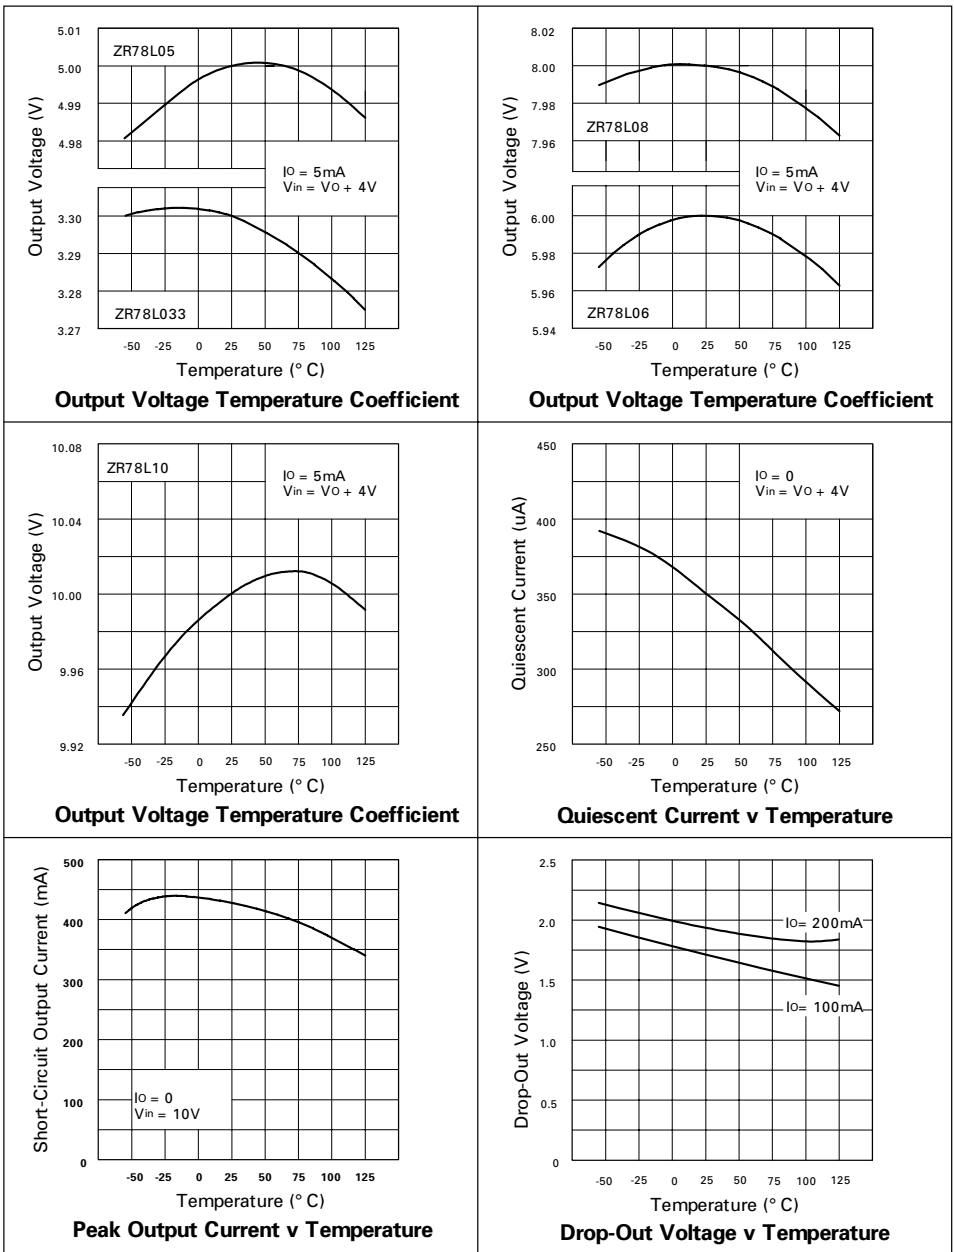 5.01
5.00
4.99
4.98
3.30
3.29
3.28
3.27
Output Voltage (V)
ZR78L05
IO = 5mA
Vin = VO + 4V
ZR78L033
-50 -25 0 25 50 75 100 125
Temperature (° C)
Output Voltage Temperature Coefficient
8.02
8.00
7.98
7.96
6.00
5.98
5.96
5.94
Output Voltage (V)
ZR78L08
IO = 5mA
Vin = VO + 4V
ZR78L06
-50 -25 0 25 50 75 100 125
Temperature (° C)
Output Voltage Temperature Coefficient
10.08
10.04
10.00
9.96
9.92
Output Voltage (V)
ZR78L10
IO = 5mA
Vin = VO + 4V
-50 -25 0 25 50 75 100 125
Temperature (° C)
Output Voltage Temperature Coefficient
450
400
350
300
250
Quiescent Current (uA)
IO = 0
Vin = VO + 4V
-50 -25 0 25 50 75 100 125
Temperature (° C)
Quiescent Current v Temperature
500
400
300
200
100
0
Short-Circuit Output Current (mA)
IO = 0
Vin = 10V
-50 -25 0 25 50 75 100 125
Temperature (° C)
Peak Output Current v Temperature
2.5
2.0
1.5
1.0
0.5
0
Drop-Out Voltage (V)
IO= 200mA
IO= 100mA
-50 -25 0 25 50 75 100 125
Temperature (° C)
Drop-Out Voltage v Temperature